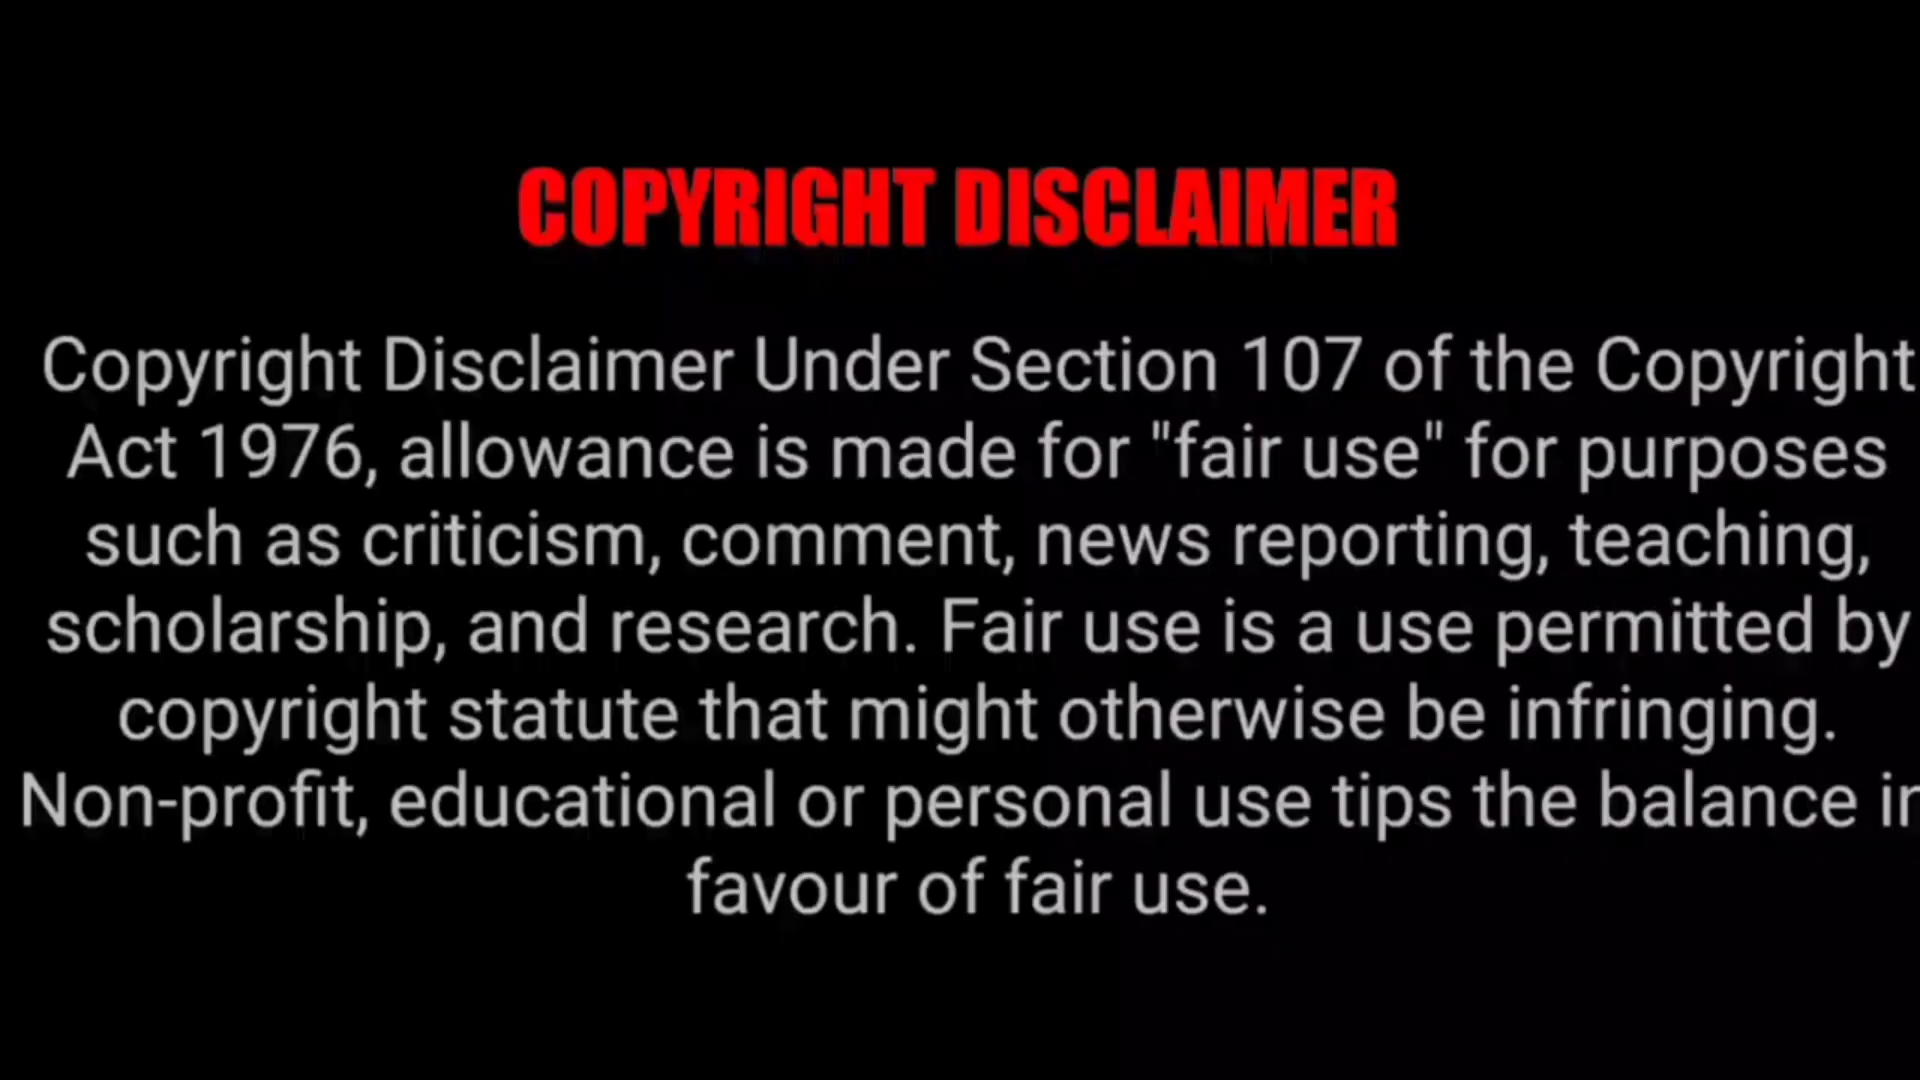 COPYRIGHT DISCLAIMER
Copyright Disclaimer Under Section 107 of the Copyright
Act 1976, allowance is made for "fair use" for purposes
such as criticism, comment, news reporting, teaching,
scholarship, and research. Fair use is a use permitted by
copyright statute that might otherwise be infringing.
Non-profit, educational or personal use tips the balance in
favour of fair use.